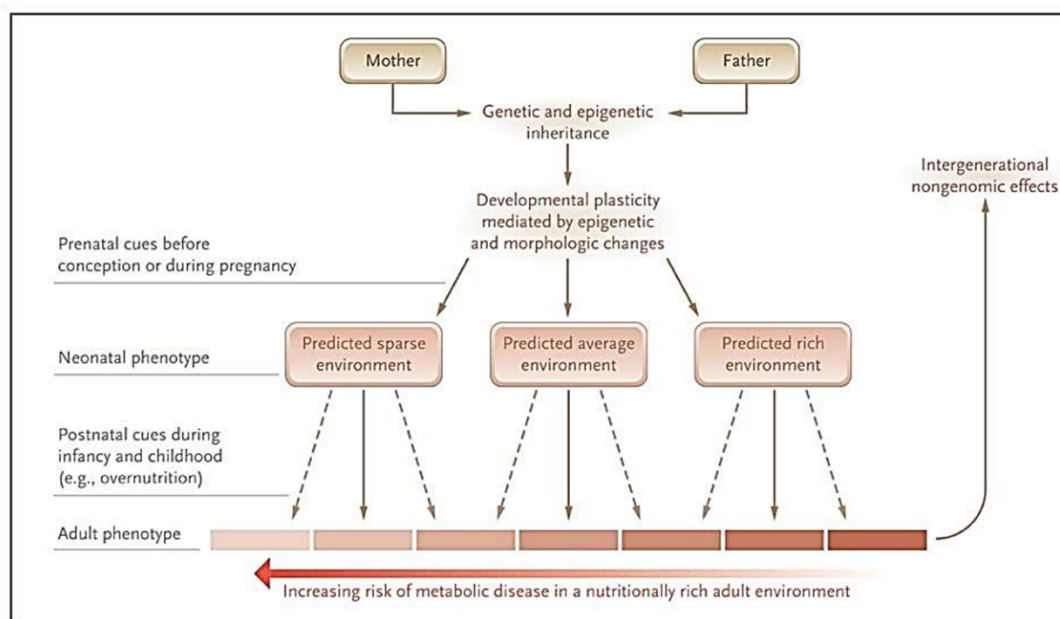 Mother
Father
Genetic and epigenetic
inheritance
Intergenerational
nongenomic effects
Developmental plasticity
mediated by epigenetic
and morphologic changes
Prenatal cues before
conception or during pregnancy
Neonatal phenotype
Predicted sparse
environment
Predicted average
environment
Predicted rich
environment
Postnatal cues during
infancy and childhood
(e.g., overnutrition)
Adult phenotype
Increasing risk of metabolic disease in a nutritionally rich adult environment